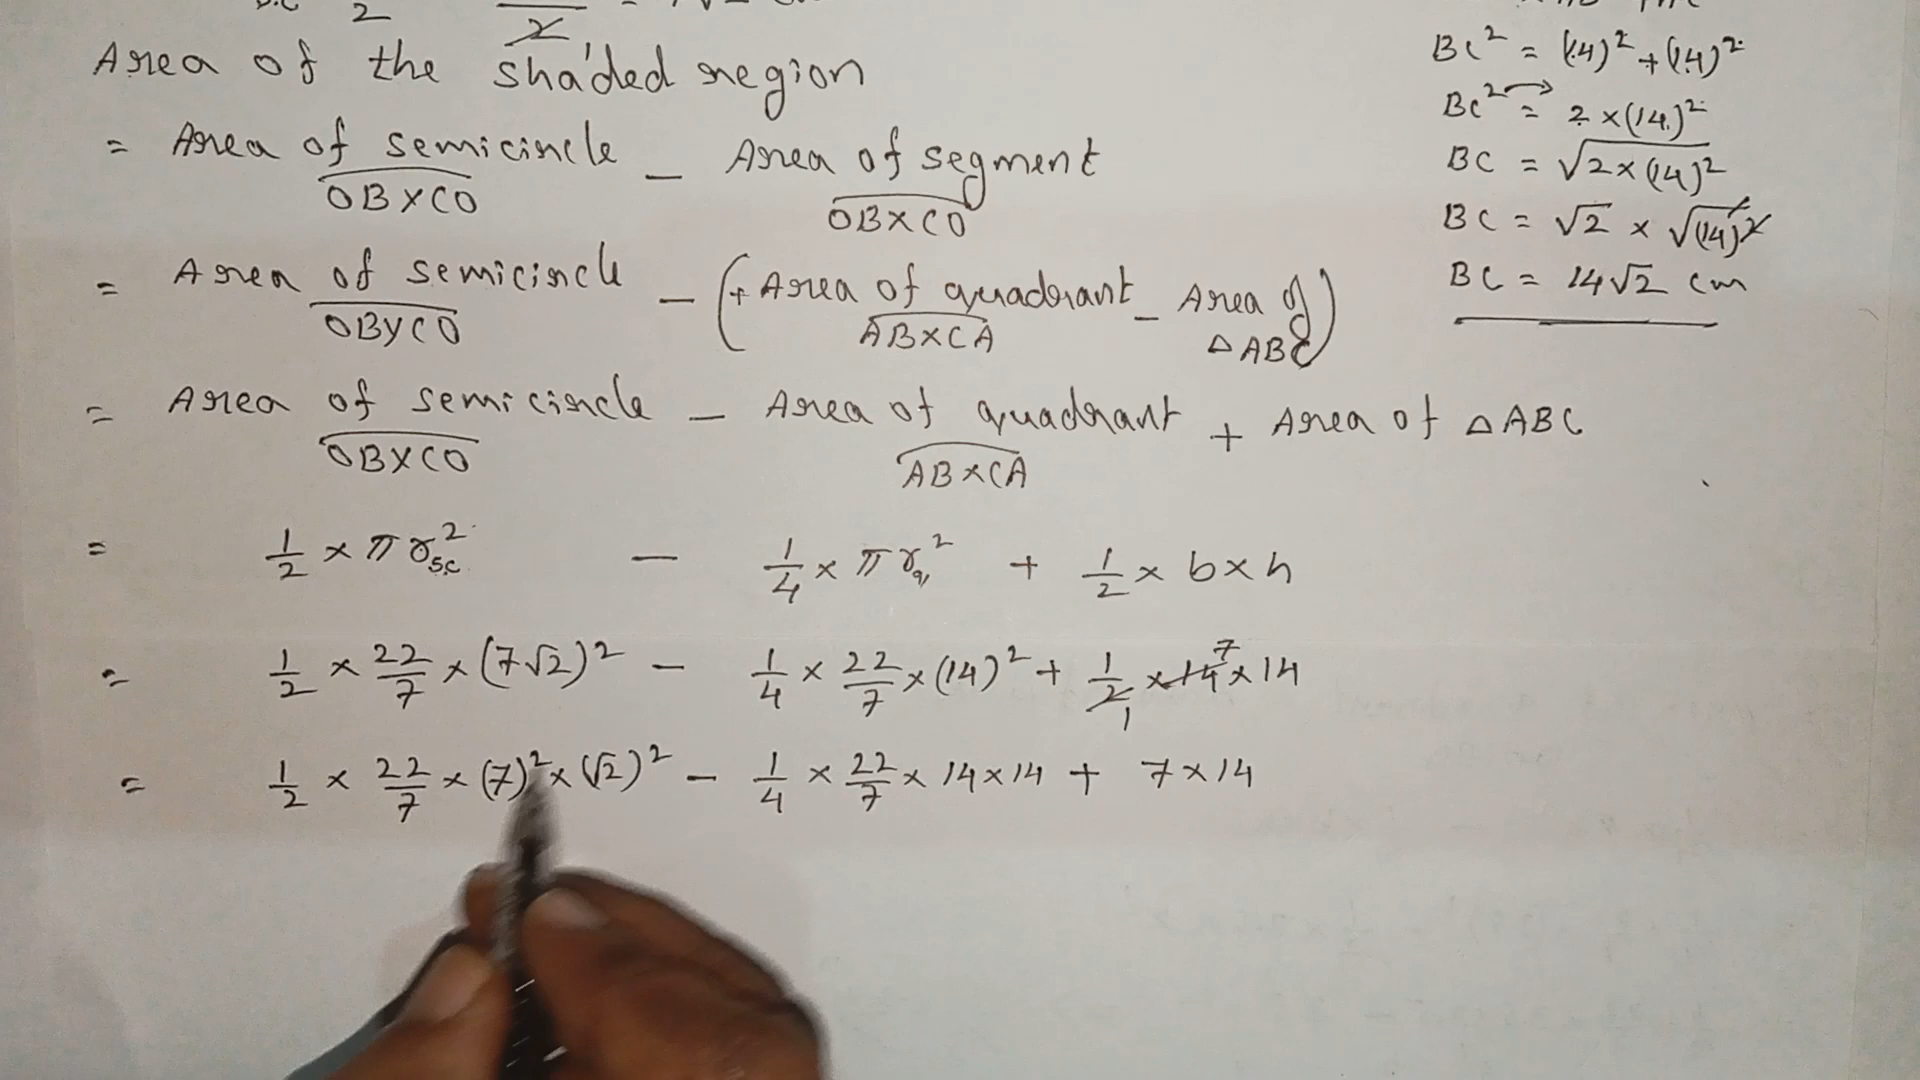 2
Area of the shaded region
= Area of semicircle OBXCO − Area of segment OBXCO
= Area of semicircle OBYCO − (+ Area of quadrant ABXCA − Area of △ABC)
= Area of semicircle OBXCO − Area of quadrant ABXCA + Area of △ABC
= 1/2 × πr²sc − 1/4 × πrq² + 1/2 × b×h
= 1/2 × 22/7 × (7√2)² − 1/4 × 22/7 × (14)² + 1/2 1 × 14 7 × 14
= 1/2 × 22/7 × (7)² × (√2)² − 1/4 × 22/7 × 14×14 + 7×14
BC² = (14)² + (14)²
BC² = 2 × (14)²
BC = √2×(14)²
BC = √2 × √(14)²
BC = 14√2 cm